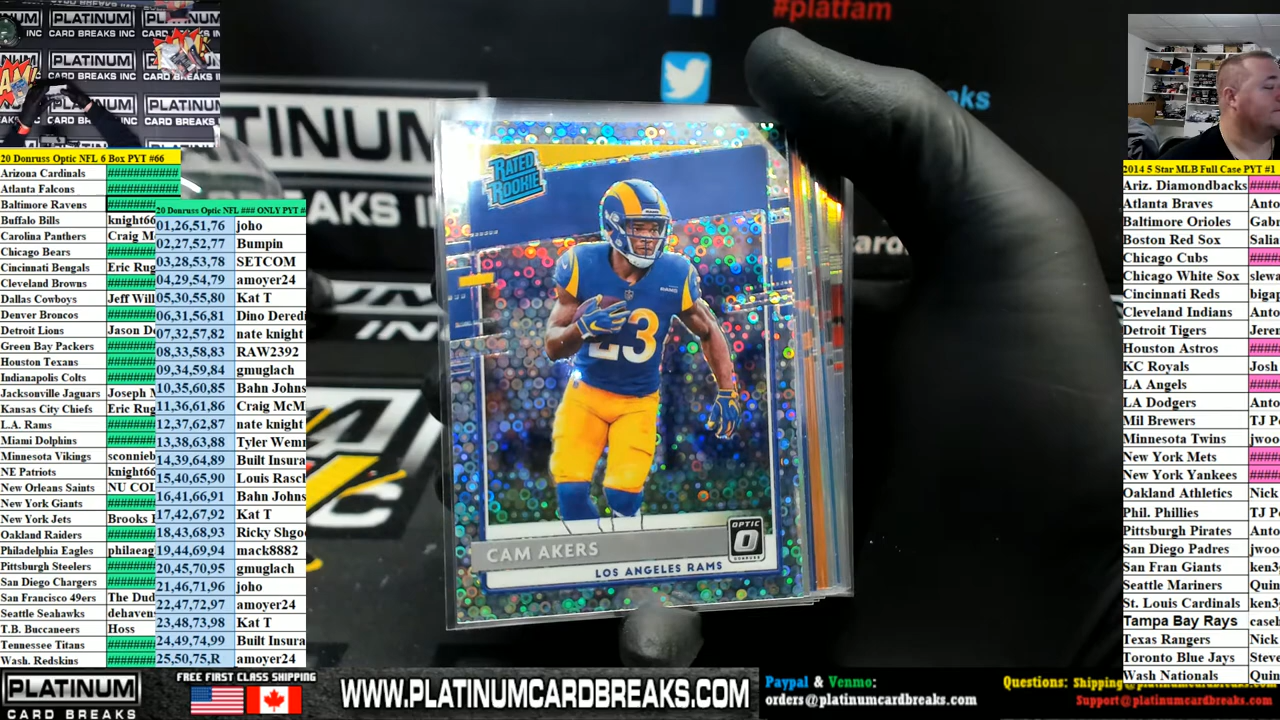 #platfam
PLATINUM
CARD BREAKS INC
20 Donruss Optic NFL 6 Box PYT #66
Arizona Cardinals ###########
Atlanta Falcons ###########
Baltimore Ravens
Buffalo Bills knight66
Carolina Panthers Craig M
Chicago Bears
Cincinnati Bengals Eric Rug
Cleveland Browns
Dallas Cowboys Jeff Will
Denver Broncos
Detroit Lions Jason D
Green Bay Packers
Houston Texans
Indianapolis Colts
Jacksonville Jaguars Joseph M
Kansas City Chiefs Eric Rug
L.A. Rams
Miami Dolphins
Minnesota Vikings sconnieb
NE Patriots knight66
New Orleans Saints NU COL
New York Giants
New York Jets Brooks
Oakland Raiders
Philadelphia Eagles philaeag
Pittsburgh Steelers
San Diego Chargers
San Francisco 49ers The Dud
Seattle Seahawks dehaven
T.B. Buccaneers Hoss
Tennessee Titans
Wash. Redskins
20 Donruss Optic NFL ### ONLY PYT #
01,26,51,76 joho
02,27,52,77 Bumpin
03,28,53,78 SETCOM
04,29,54,79 amoyer24
05,30,55,80 Kat T
06,31,56,81 Dino Deredi
07,32,57,82 nate knight
08,33,58,83 RAW2392
09,34,59,84 gmuglach
10,35,60,85 Bahn Johns
11,36,61,86 Craig McM
12,37,62,87 nate knight
13,38,63,88 Tyler Wem
14,39,64,89 Built Insura
15,40,65,90 Louis Rasc
16,41,66,91 Bahn Johns
17,42,67,92 Kat T
18,43,68,93 Ricky Shgo
19,44,69,94 mack8882
20,45,70,95 gmuglach
21,46,71,96 joho
22,47,72,97 amoyer24
23,48,73,98 Kat T
24,49,74,99 Built Insura
25,50,75,R amoyer24
RATED
ROOKIE
RAMS
23
CAM AKERS
OPTIC
LOS ANGELES RAMS
2014 5 Star MLB Full Case PYT #1
Ariz. Diamondbacks #####
Atlanta Braves Anto
Baltimore Orioles Gabr
Boston Red Sox Salia
Chicago Cubs ####
Chicago White Sox slewa
Cincinnati Reds bigap
Cleveland Indians Anto
Detroit Tigers Jerer
Houston Astros ####
KC Royals Josh
LA Angels ####
LA Dodgers Anto
Mil Brewers TJ P
Minnesota Twins jwoo
New York Mets ####
New York Yankees ####
Oakland Athletics Nick
Phil. Phillies TJ P
Pittsburgh Pirates Anto
San Diego Padres jwoo
San Fran Giants ken3
Seattle Mariners ken3
St. Louis Cardinals ken3
Tampa Bay Rays caseh
Texas Rangers Nick
Toronto Blue Jays Steve
Wash Nationals Quin
PLATINUM
CARD BREAKS
FREE FIRST CLASS SHIPPING
WWW.PLATINUMCARDBREAKS.COM
Paypal & Venmo:
orders@platinumcardbreaks.com
Questions: Shipping@platinumcardbreaks.com
Support@platinumcardbreaks.com